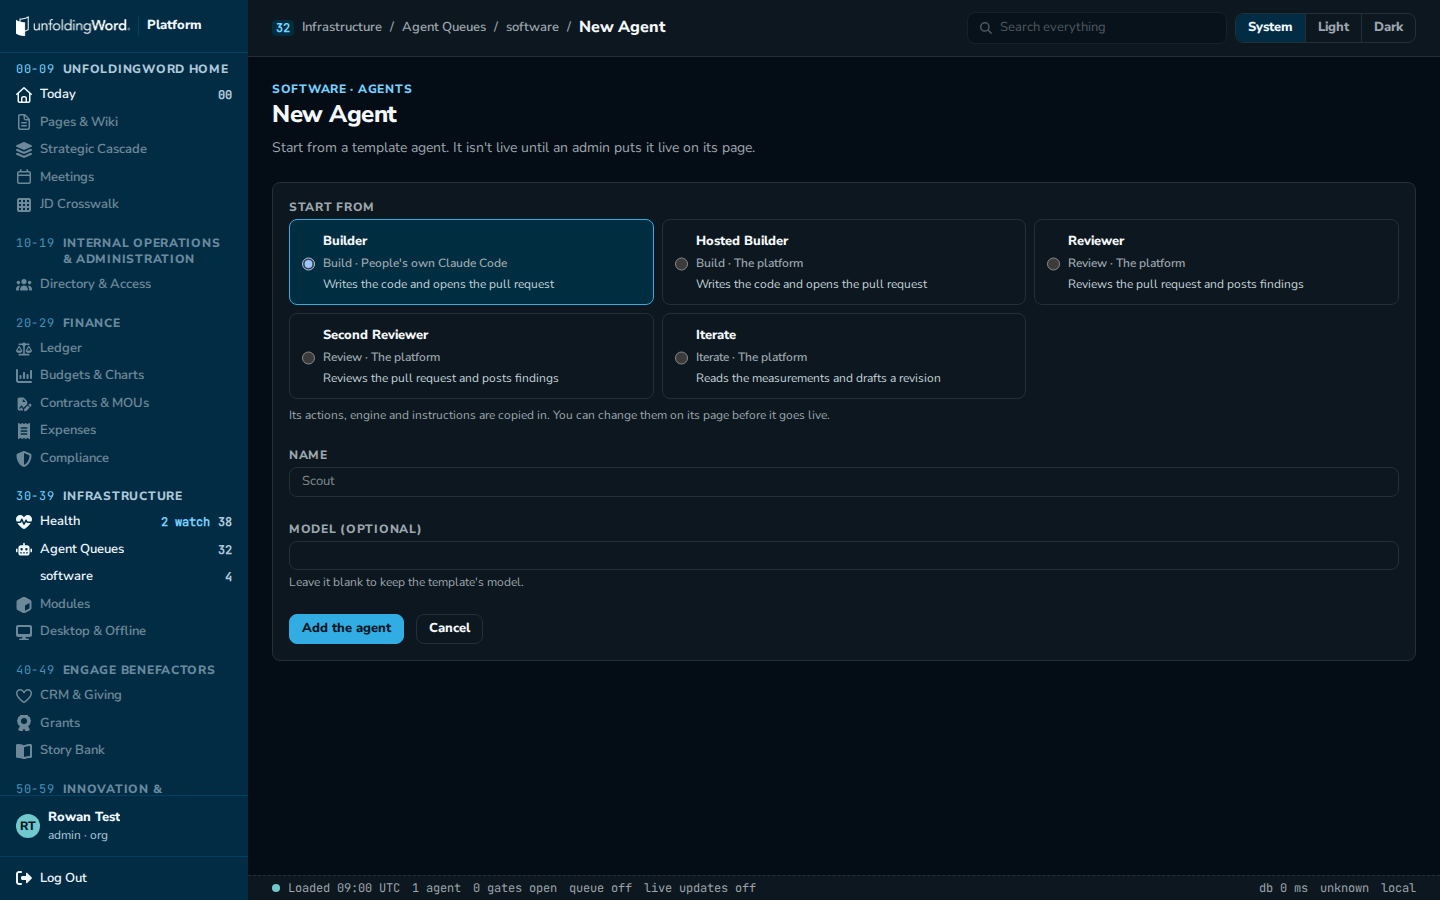 unfoldingWord. Platform
00-09 UNFOLDINGWORD HOME
Today 00
Pages & Wiki
Strategic Cascade
Meetings
JD Crosswalk
10-19 INTERNAL OPERATIONS
& ADMINISTRATION
Directory & Access
20-29 FINANCE
Ledger
Budgets & Charts
Contracts & MOUs
Expenses
Compliance
30-39 INFRASTRUCTURE
Health 2 watch 38
Agent Queues 32
software 4
Modules
Desktop & Offline
40-49 ENGAGE BENEFACTORS
CRM & Giving
Grants
Story Bank
50-59 INNOVATION &
RT Rowan Test
admin · org
Log Out
32 Infrastructure / Agent Queues / software / New Agent
Search everything
System Light Dark
SOFTWARE · AGENTS
New Agent
Start from a template agent. It isn't live until an admin puts it live on its page.
START FROM
Builder
Build · People's own Claude Code
Writes the code and opens the pull request
Hosted Builder
Build · The platform
Writes the code and opens the pull request
Reviewer
Review · The platform
Reviews the pull request and posts findings
Second Reviewer
Review · The platform
Reviews the pull request and posts findings
Iterate
Iterate · The platform
Reads the measurements and drafts a revision
Its actions, engine and instructions are copied in. You can change them on its page before it goes live.
NAME
Scout
MODEL (OPTIONAL)
Leave it blank to keep the template's model.
Add the agent Cancel
Loaded 09:00 UTC 1 agent 0 gates open queue off live updates off
db 0 ms unknown local